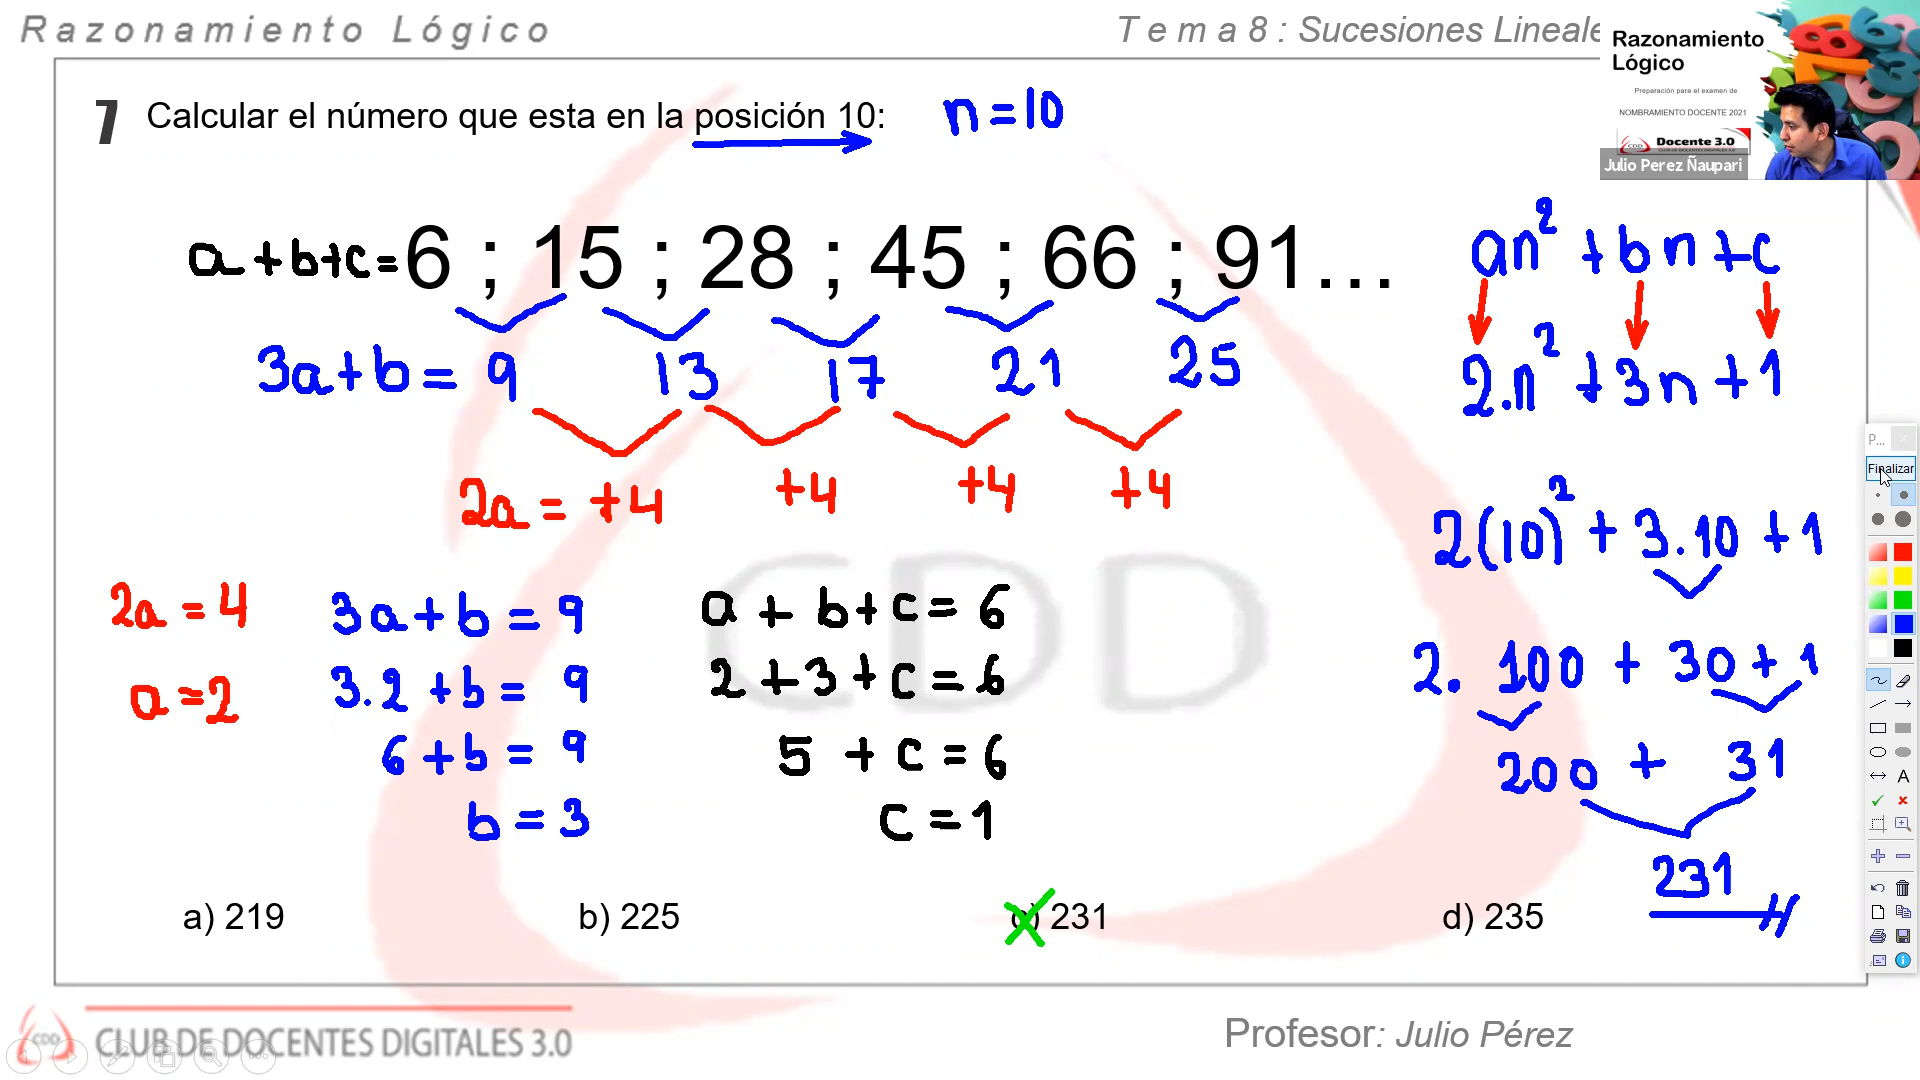 Razonamiento Lógico
Tema 8: Sucesiones Lineale
Razonamiento
Lógico
Preparación para el examen de
NOMBRAMIENTO DOCENTE 2021
Docente 3.0
Julio Perez Ñaupari
7 Calcular el número que esta en la posición 10: n=10
a+b+c= 6 ; 15 ; 28 ; 45 ; 66 ; 91...
an² + bn + c
3a+b = 9 13 17 21 25
2.n² + 3n + 1
2a = +4 +4 +4 +4
2(10)² + 3.10 + 1
2a = 4
a = 2
3a + b = 9
3.2 + b = 9
6 + b = 9
b = 3
a + b + c = 6
2 + 3 + c = 6
5 + c = 6
c = 1
2. 100 + 30 + 1
200 + 31
231
a) 219
b) 225
c) 231
d) 235
P...
Finalizar
CDD
CDD
CLUB DE DOCENTES DIGITALES 3.0
Profesor: Julio Pérez